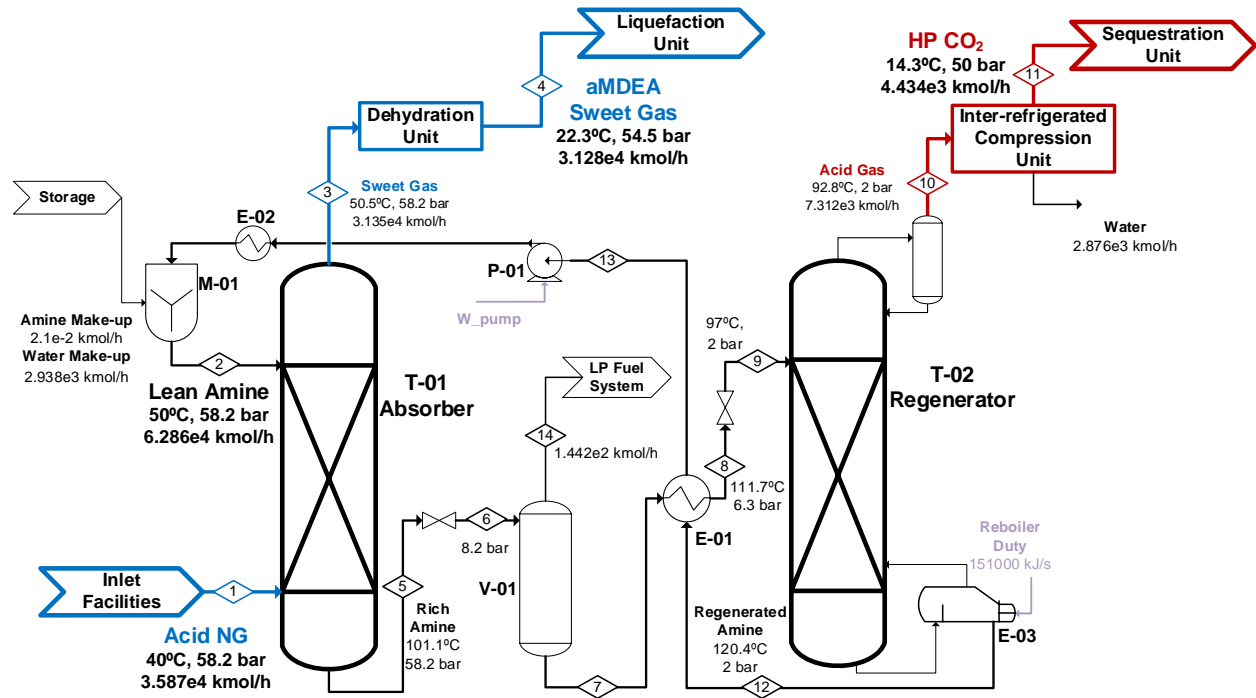 Liquefaction
Unit
4
aMDEA
Sweet Gas
22.3ºC, 54.5 bar
3.128e4 kmol/h
Dehydration
Unit
3
Sweet Gas
50.5ºC, 58.2 bar
3.135e4 kmol/h
HP CO₂
14.3ºC, 50 bar
4.434e3 kmol/h
11
Sequestration
Unit
Inter-refrigerated
Compression
Unit
Acid Gas
92.8ºC, 2 bar
7.312e3 kmol/h
10
Water
2.876e3 kmol/h
Storage
E-02
M-01
P-01
13
W_pump
Amine Make-up
2.1e-2 kmol/h
Water Make-up
2.938e3 kmol/h
2
Lean Amine
50ºC, 58.2 bar
6.286e4 kmol/h
T-01
Absorber
LP Fuel
System
14
1.442e2 kmol/h
97ºC,
2 bar
9
T-02
Regenerator
8
111.7ºC
6.3 bar
E-01
6
8.2 bar
V-01
5
Rich
Amine
101.1ºC
58.2 bar
Inlet
Facilities
1
Acid NG
40ºC, 58.2 bar
3.587e4 kmol/h
7
Regenerated
Amine
120.4ºC
2 bar
12
Reboiler
Duty
151000 kJ/s
E-03